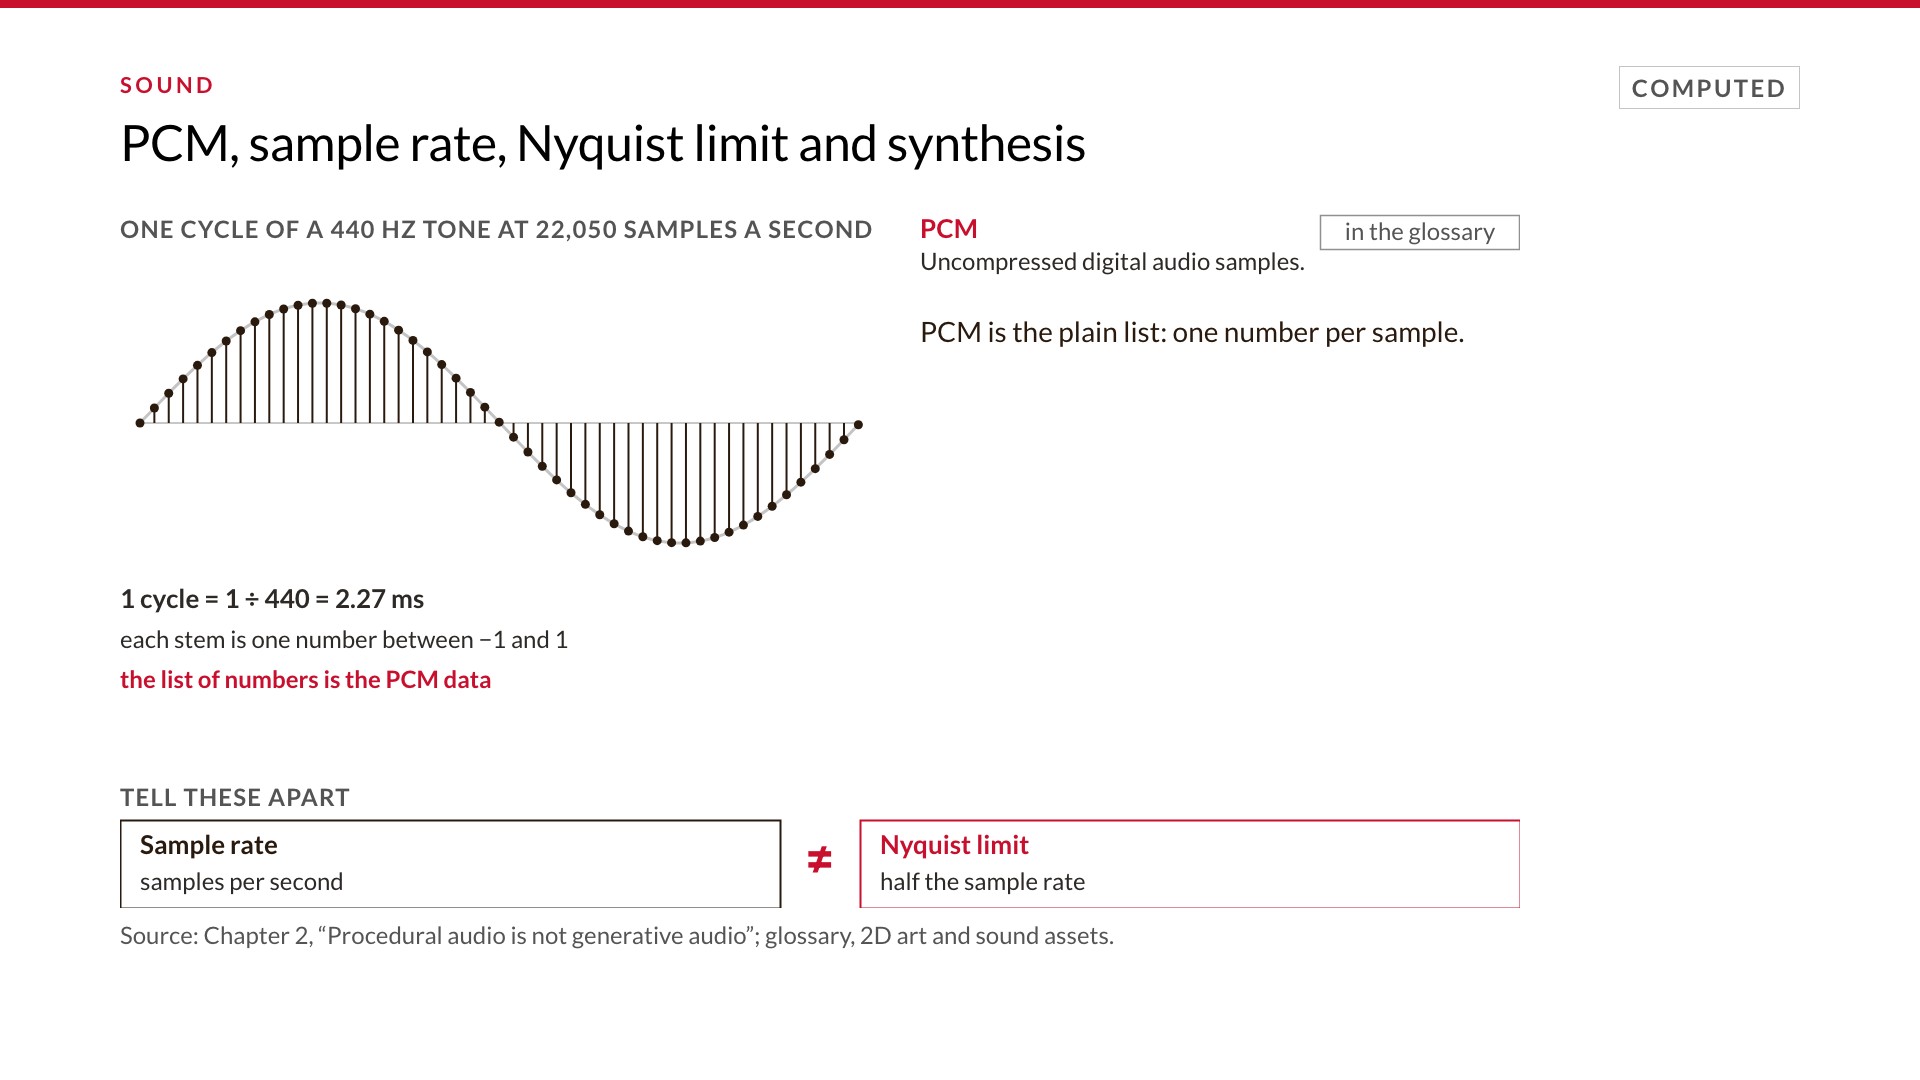 SOUND
COMPUTED
PCM, sample rate, Nyquist limit and synthesis
ONE CYCLE OF A 440 HZ TONE AT 22,050 SAMPLES A SECOND
PCM
in the glossary
Uncompressed digital audio samples.
PCM is the plain list: one number per sample.
1 cycle = 1 ÷ 440 = 2.27 ms
each stem is one number between −1 and 1
the list of numbers is the PCM data
TELL THESE APART
Sample rate
samples per second
≠
Nyquist limit
half the sample rate
Source: Chapter 2, “Procedural audio is not generative audio”; glossary, 2D art and sound assets.